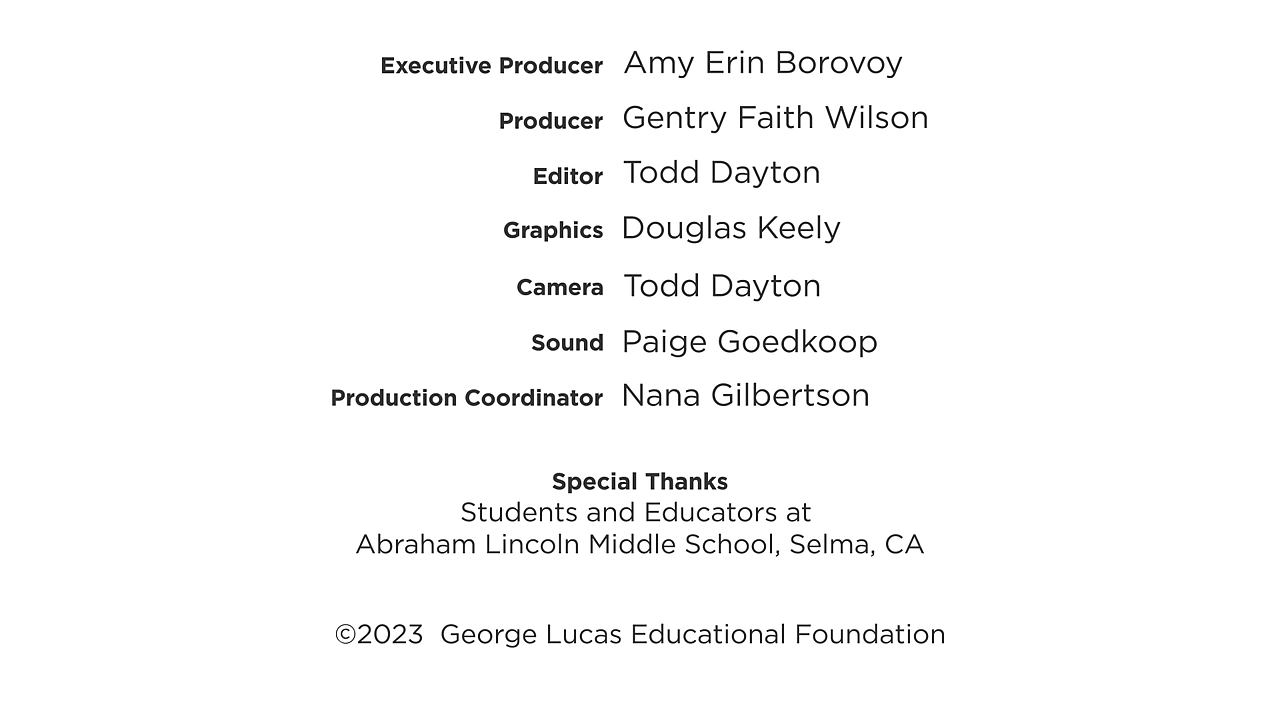 Executive Producer Amy Erin Borovoy
Producer Gentry Faith Wilson
Editor Todd Dayton
Graphics Douglas Keely
Camera Todd Dayton
Sound Paige Goedkoop
Production Coordinator Nana Gilbertson
Special Thanks
Students and Educators at
Abraham Lincoln Middle School, Selma, CA
©2023 George Lucas Educational Foundation